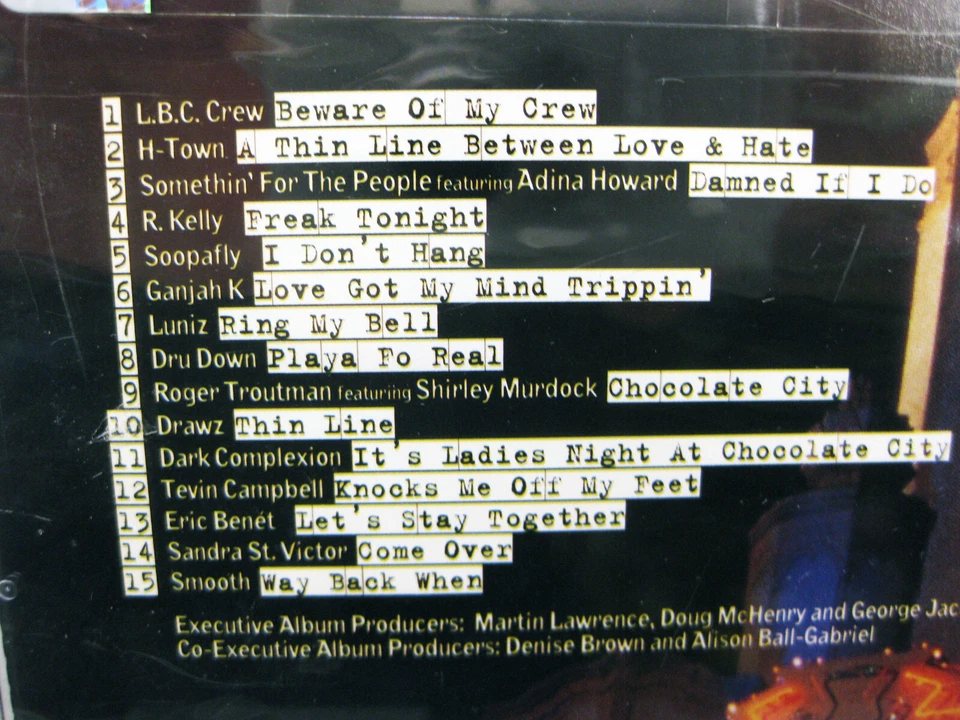 1 L.B.C. Crew Beware Of My Crew
2 H-Town A Thin Line Between Love & Hate
3 Somethin' For The People featuring Adina Howard Damned If I Do
4 R. Kelly Freak Tonight
5 Soopafly I Don't Hang
6 Ganjah K Love Got My Mind Trippin'
7 Luniz Ring My Bell
8 Dru Down Playa Fo Real
9 Roger Troutman featuring Shirley Murdock Chocolate City
10 Drawz Thin Line
11 Dark Complexion It's Ladies Night At Chocolate City
12 Tevin Campbell Knocks Me Off My Feet
13 Eric Benét Let's Stay Together
14 Sandra St. Victor Come Over
15 Smooth Way Back When
Executive Album Producers: Martin Lawrence, Doug McHenry and George Jac
Co-Executive Album Producers: Denise Brown and Alison Ball-Gabriel